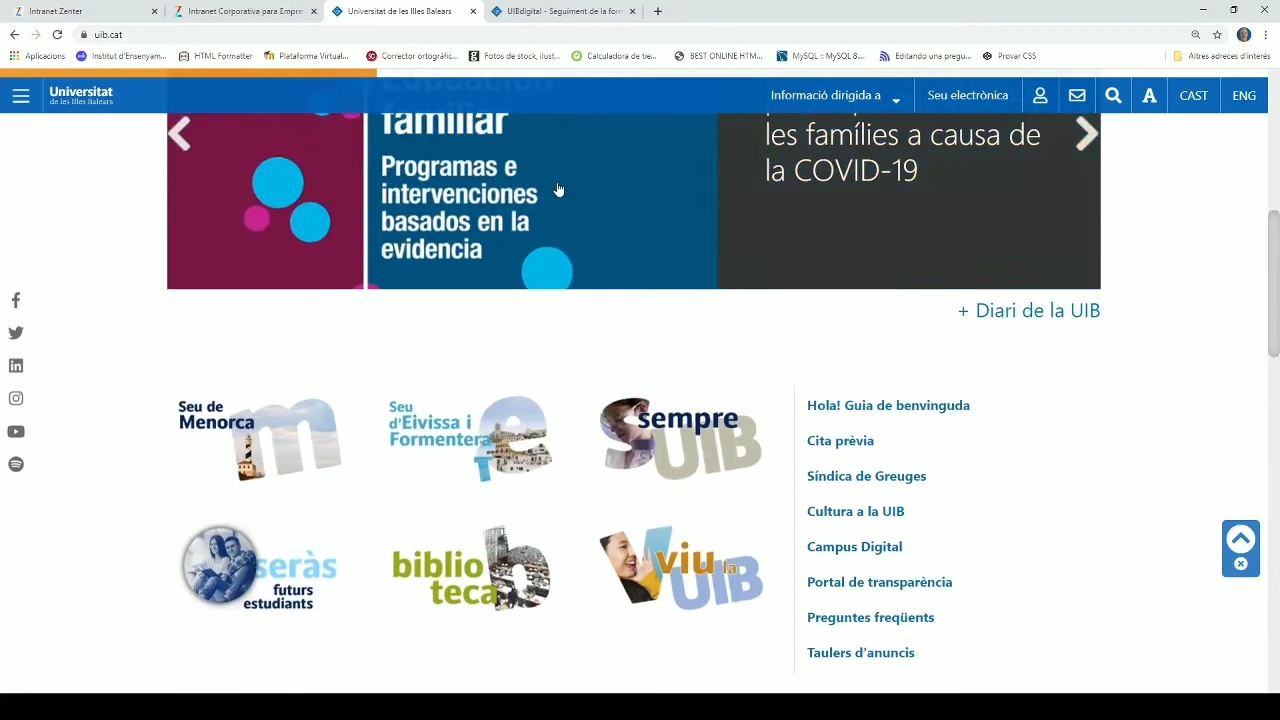 Intranet Zenter
Intranet Corporativa para Empre
Universitat de les Illes Balears
UIBdigital - Seguiment de la for
uib.cat
Aplicacions
Institut d'Ensenyam...
HTML Formatter
Plataforma Virtual...
Corrector ortogràfic...
Fotos de stock, ilust...
Calculadora de tie...
BEST ONLINE HTM...
MySQL :: MySQL 8....
Editando una pregu...
Provar CSS
Altres adreces d'interès
Universitat
de les Illes Balears
Informació dirigida a
Seu electrònica
A
CAST
ENG
Educación
familiar
Programas e
intervenciones
basados en la
evidencia
les famílies a causa de
la COVID-19
+ Diari de la UIB
Seu de
Menorca
m
Seu
d'Eivissa i
Formentera
e
sempre
SUIB
seràs
futurs
estudiants
biblio
teca
b
viu la
UIB
Hola! Guia de benvinguda
Cita prèvia
Síndica de Greuges
Cultura a la UIB
Campus Digital
Portal de transparència
Preguntes freqüents
Taulers d'anuncis